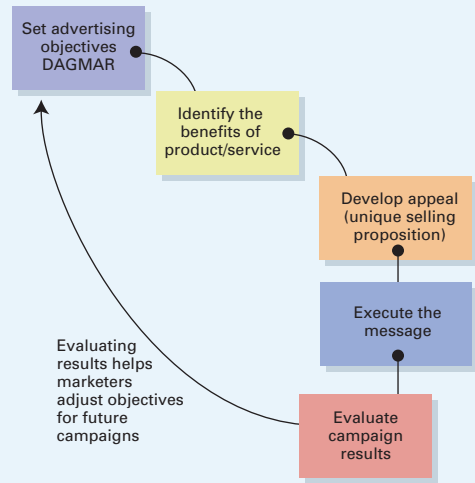 Set advertising
objectives
DAGMAR
Identify the
benefits of
product/service
Develop appeal
(unique selling
proposition)
Execute the
message
Evaluating
results helps
marketers
adjust objectives
for future
campaigns
Evaluate
campaign
results